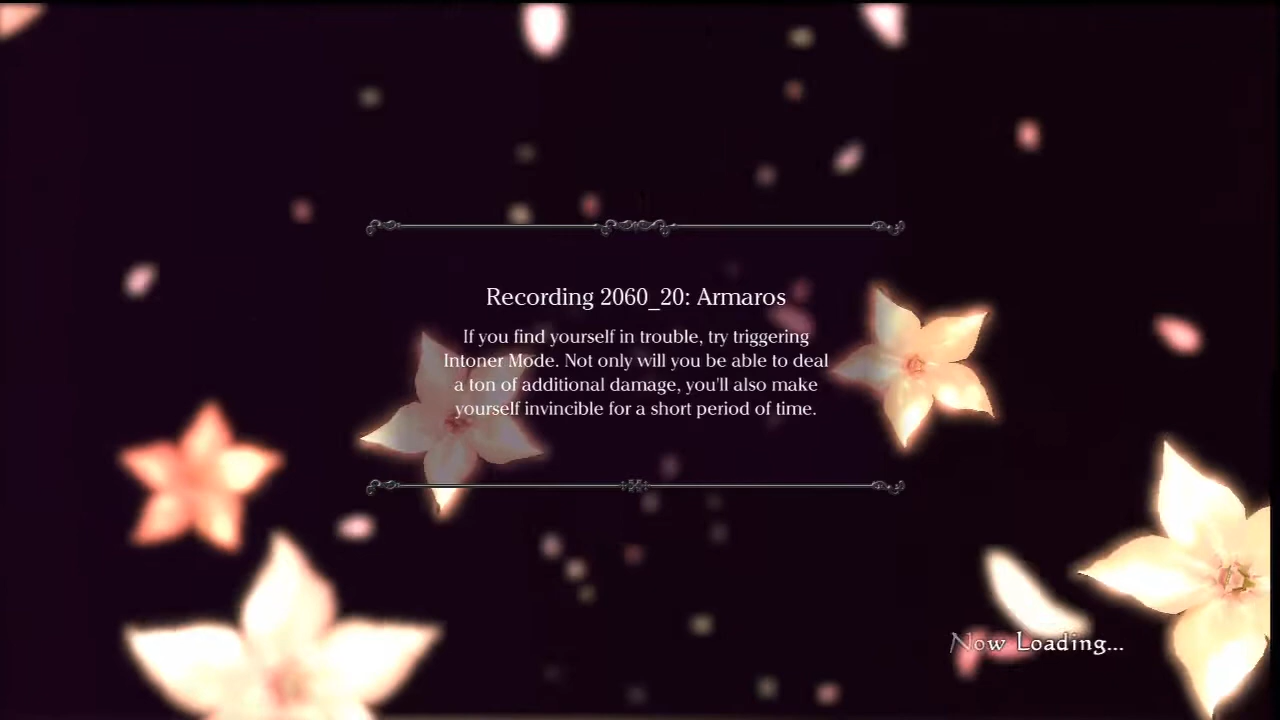 Recording 2060_20: Armaros
If you find yourself in trouble, try triggering
Intoner Mode. Not only will you be able to deal
a ton of additional damage, you'll also make
yourself invincible for a short period of time.
Now Loading...